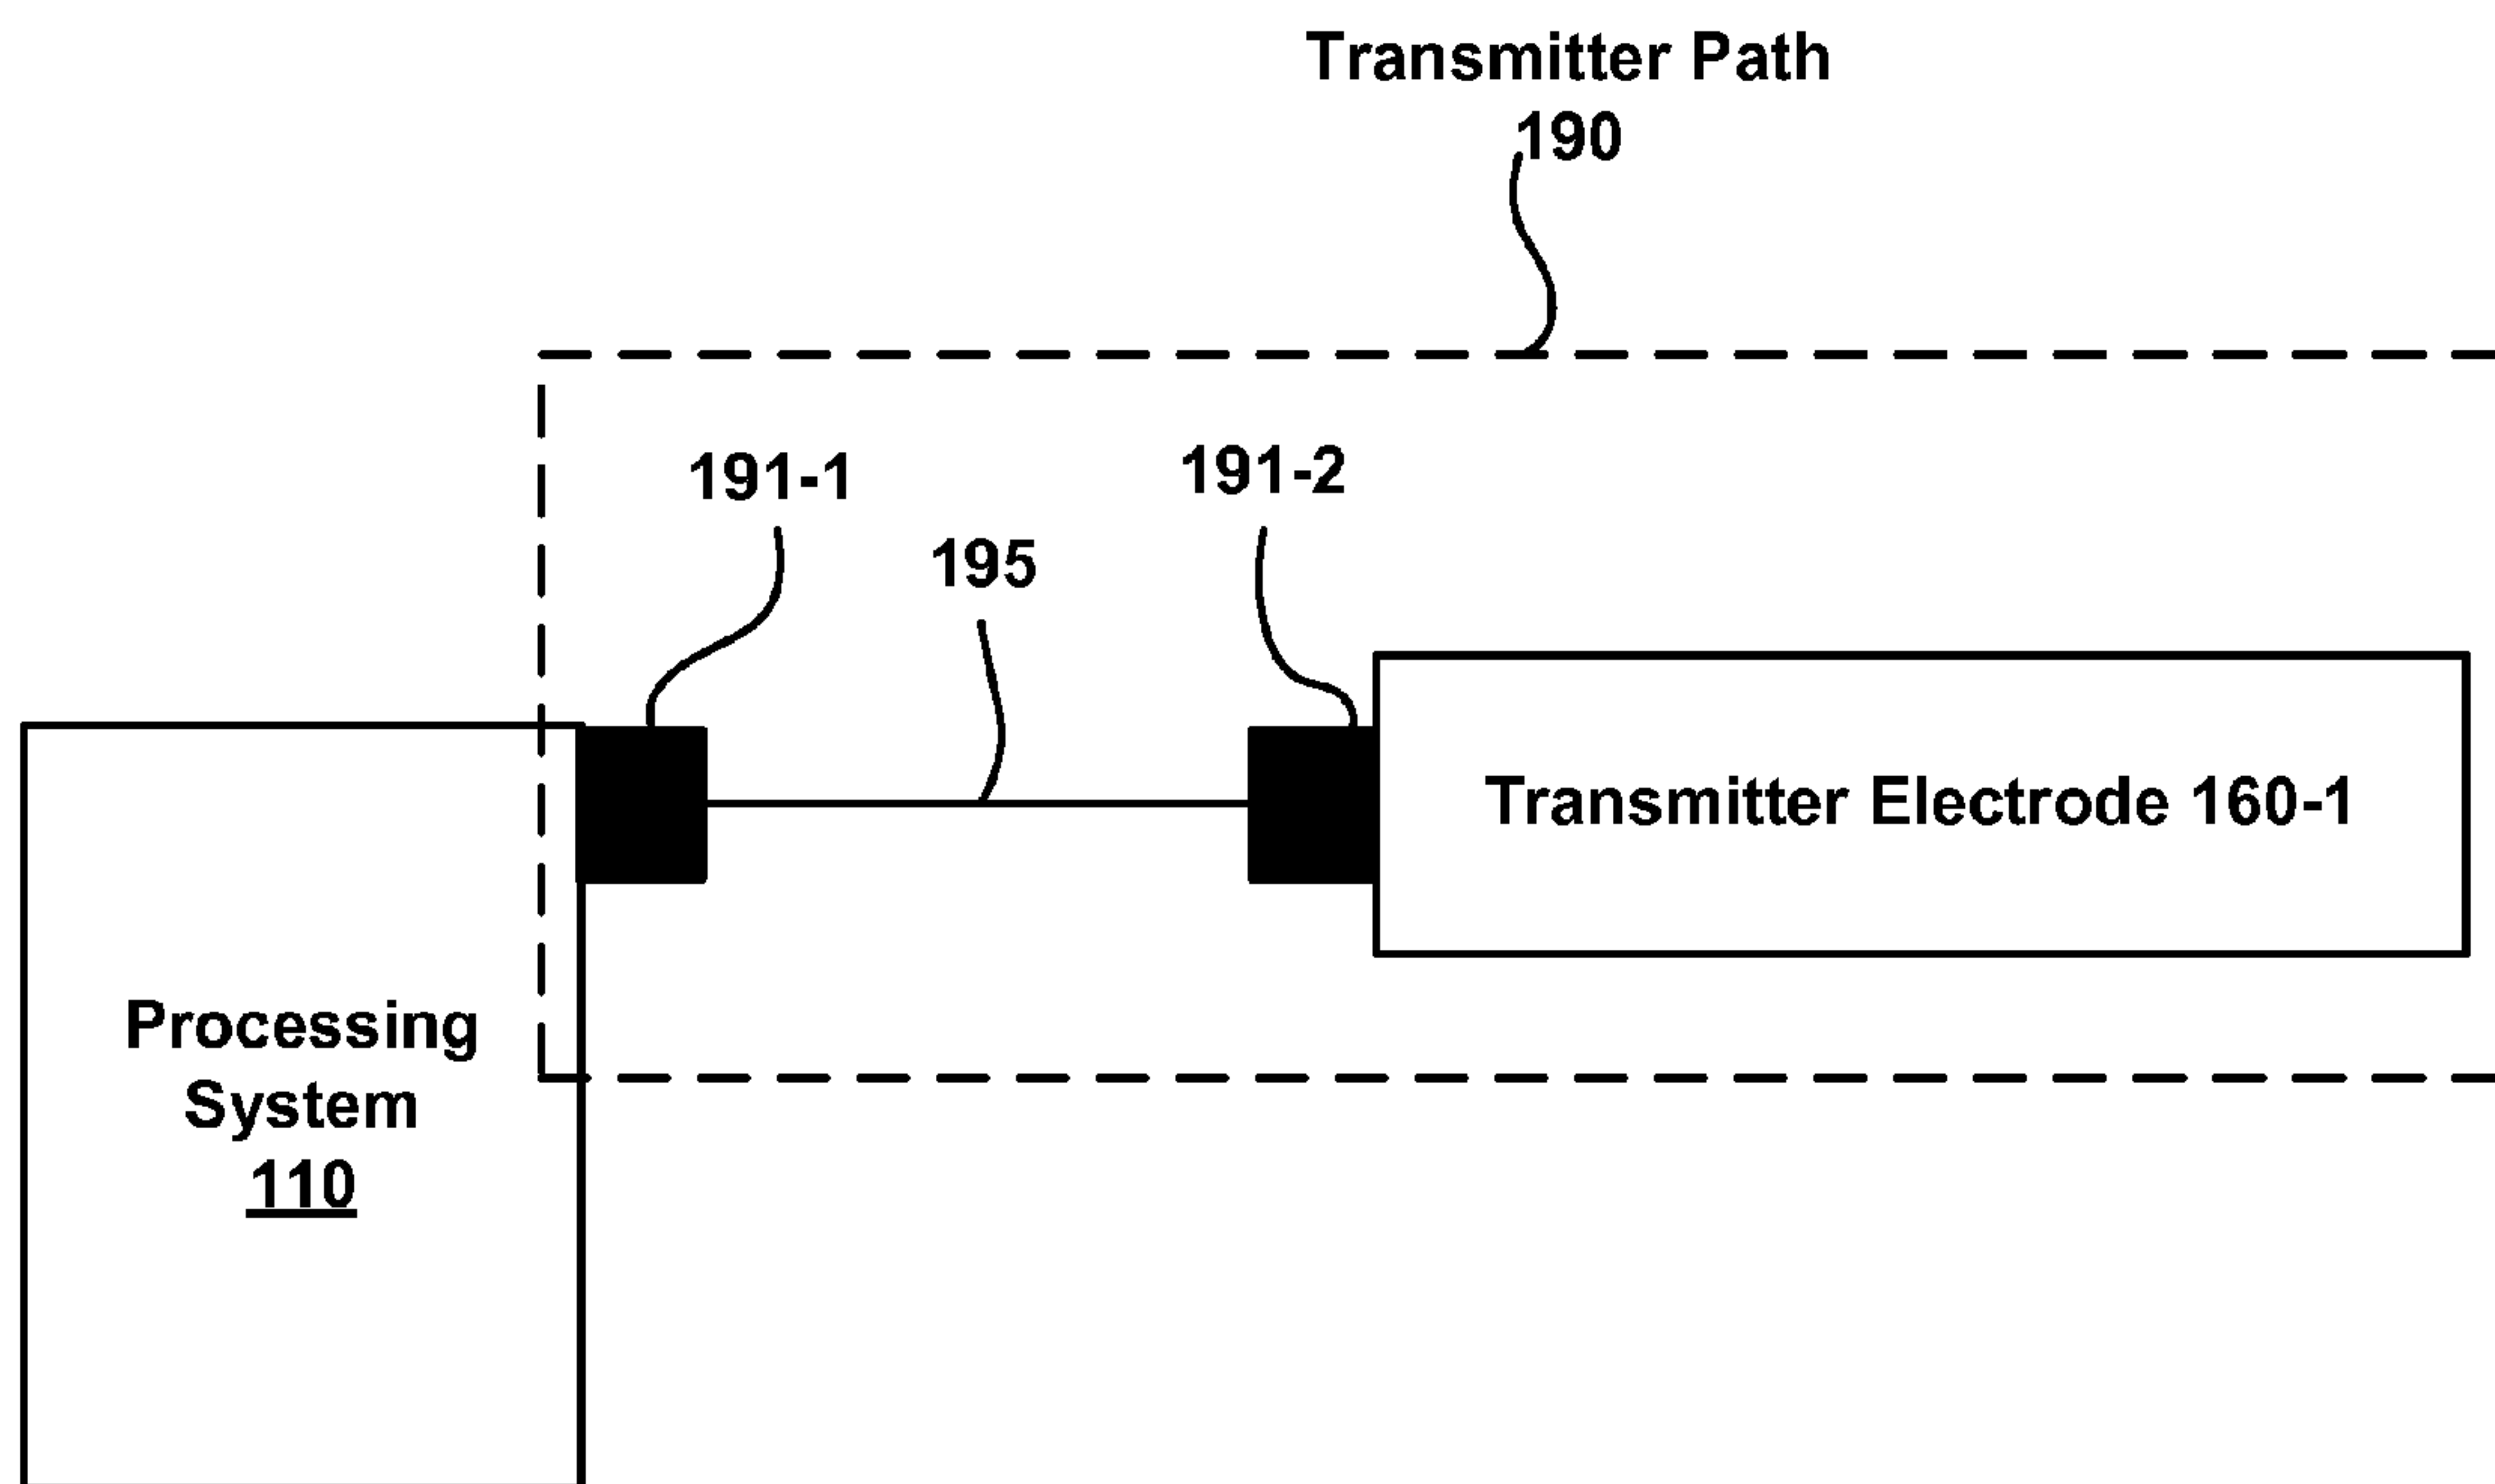 Transmitter Path
190
191-1
191-2
195
Transmitter Electrode 160-1
Processing
System
110